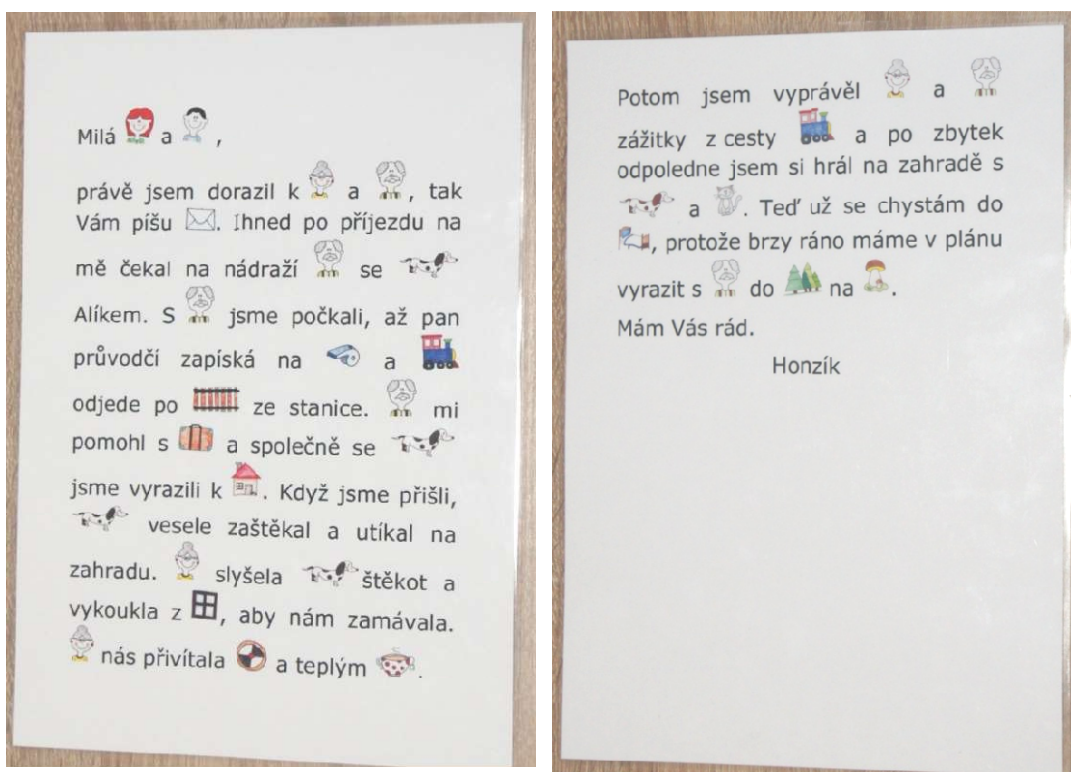 Milá a ,
právě jsem dorazil k a , tak
Vám píšu . Ihned po příjezdu na
mě čekal na nádraží se
Alíkem. S jsme počkali, až pan
průvodčí zapíská na a
odjede po ze stanice. mi
pomohl s a společně se
jsme vyrazili k . Když jsme přišli,
vesele zaštěkal a utíkal na
zahradu. slyšela štěkot a
vykoukla z , aby nám zamávala.
nás přivítala a teplým .
Potom jsem vyprávěl a
zážitky z cesty a po zbytek
odpoledne jsem si hrál na zahradě s
a . Teď už se chystám do
, protože brzy ráno máme v plánu
vyrazit s do na .
Mám Vás rád.
Honzík